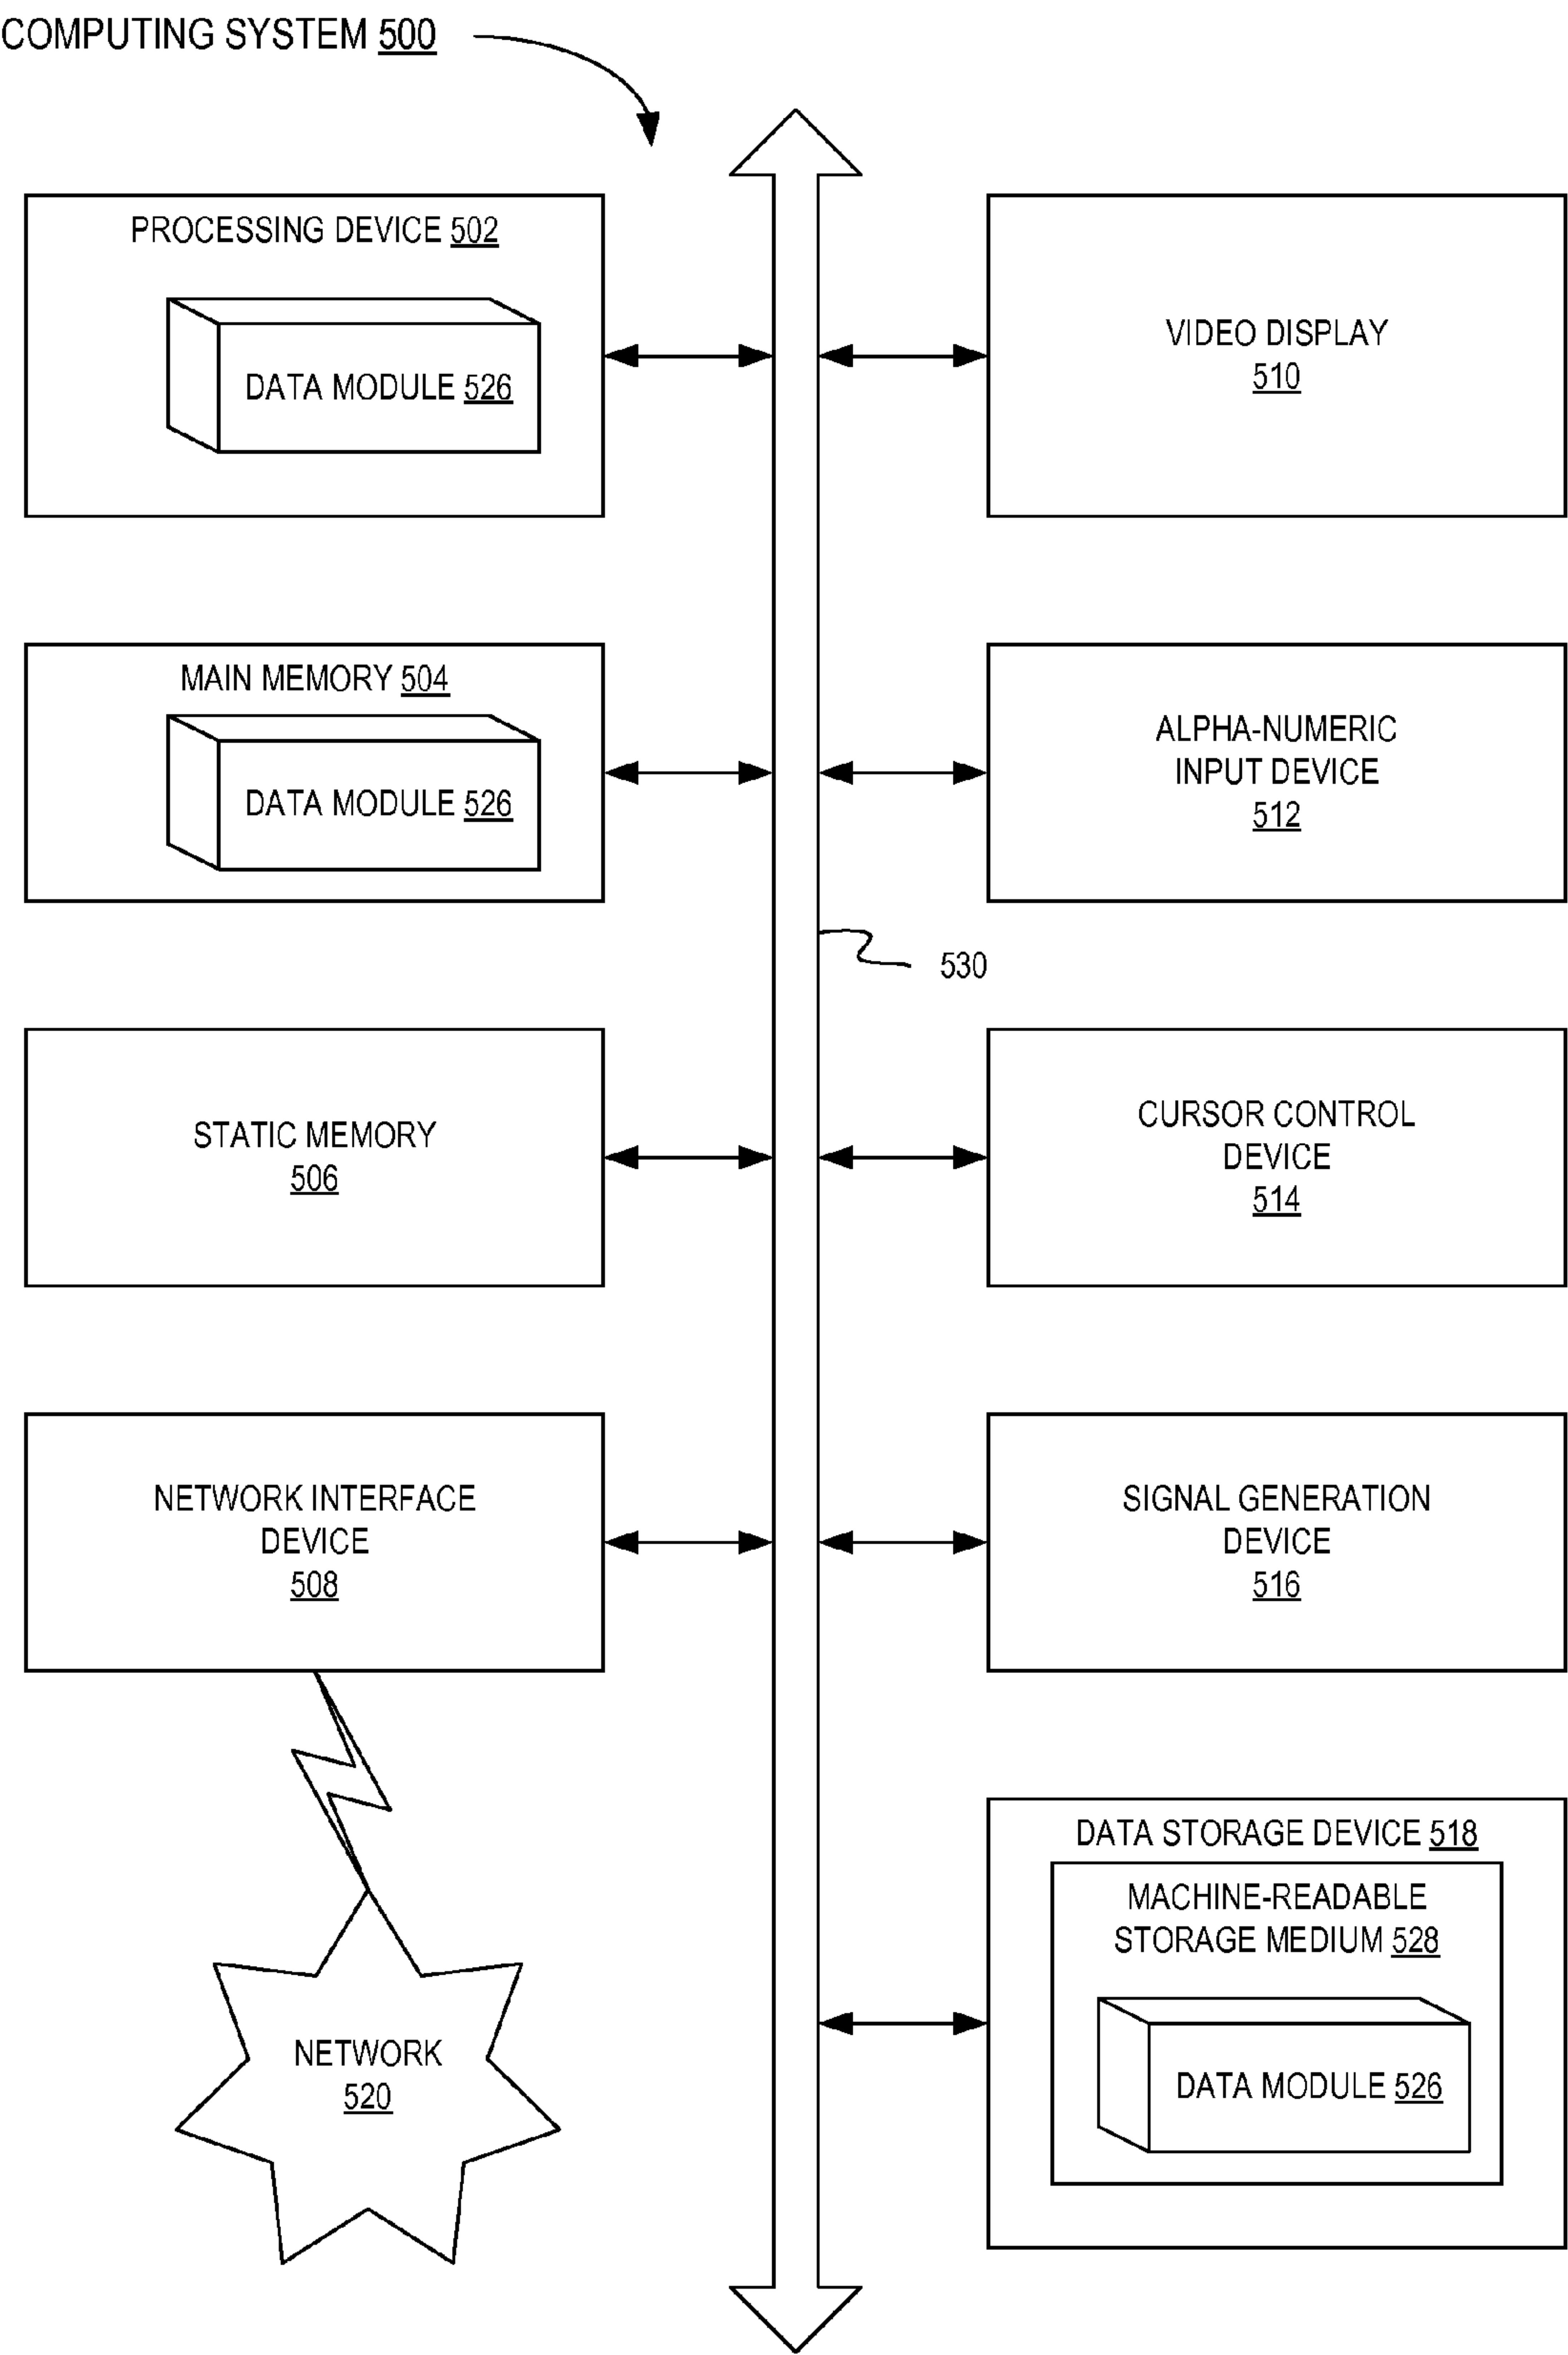 COMPUTING SYSTEM 500
PROCESSING DEVICE 502
DATA MODULE 526
VIDEO DISPLAY
510
MAIN MEMORY 504
DATA MODULE 526
ALPHA-NUMERIC
INPUT DEVICE
512
530
STATIC MEMORY
506
CURSOR CONTROL
DEVICE
514
NETWORK INTERFACE
DEVICE
508
SIGNAL GENERATION
DEVICE
516
DATA STORAGE DEVICE 518
MACHINE-READABLE
STORAGE MEDIUM 528
DATA MODULE 526
NETWORK
520